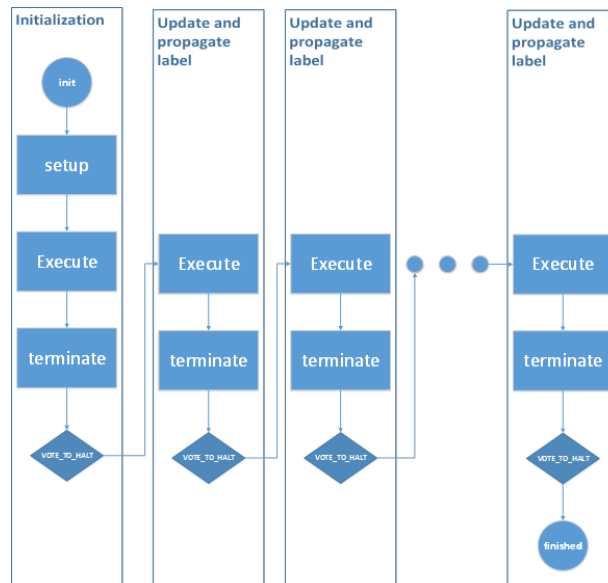 Initialization
init
setup
Execute
terminate
VOTE_TO_HALT
Update and
propagate
label
Execute
terminate
VOTE_TO_HALT
Update and
propagate
label
Execute
terminate
VOTE_TO_HALT
Update and
propagate
label
Execute
terminate
VOTE_TO_HALT
finished